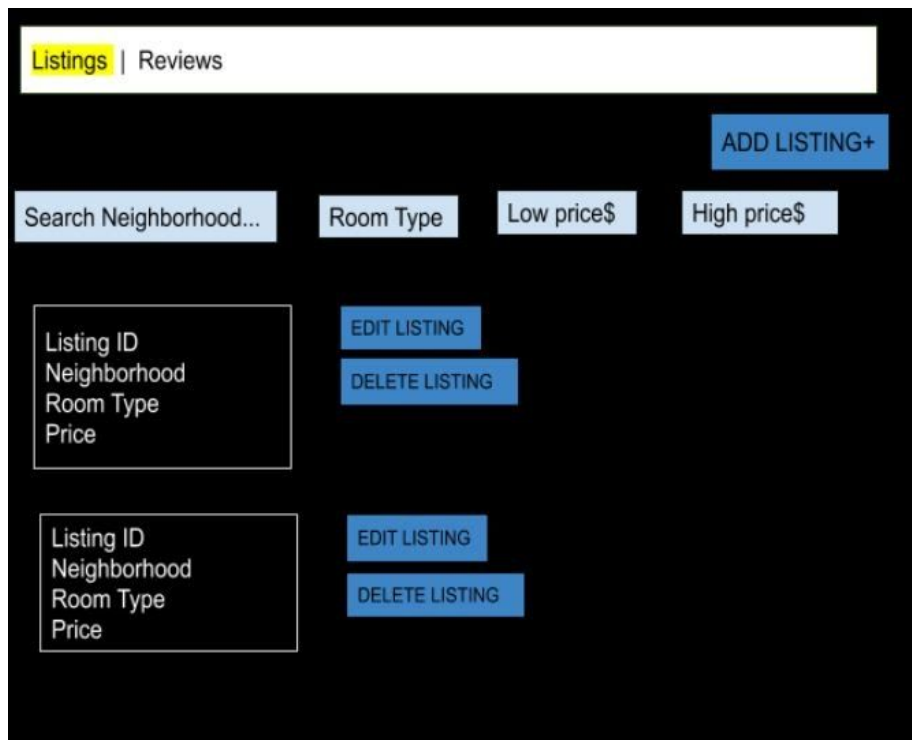 Listings | Reviews
ADD LISTING+
Search Neighborhood...
Room Type
Low price$
High price$
Listing ID
Neighborhood
Room Type
Price
EDIT LISTING
DELETE LISTING
Listing ID
Neighborhood
Room Type
Price
EDIT LISTING
DELETE LISTING